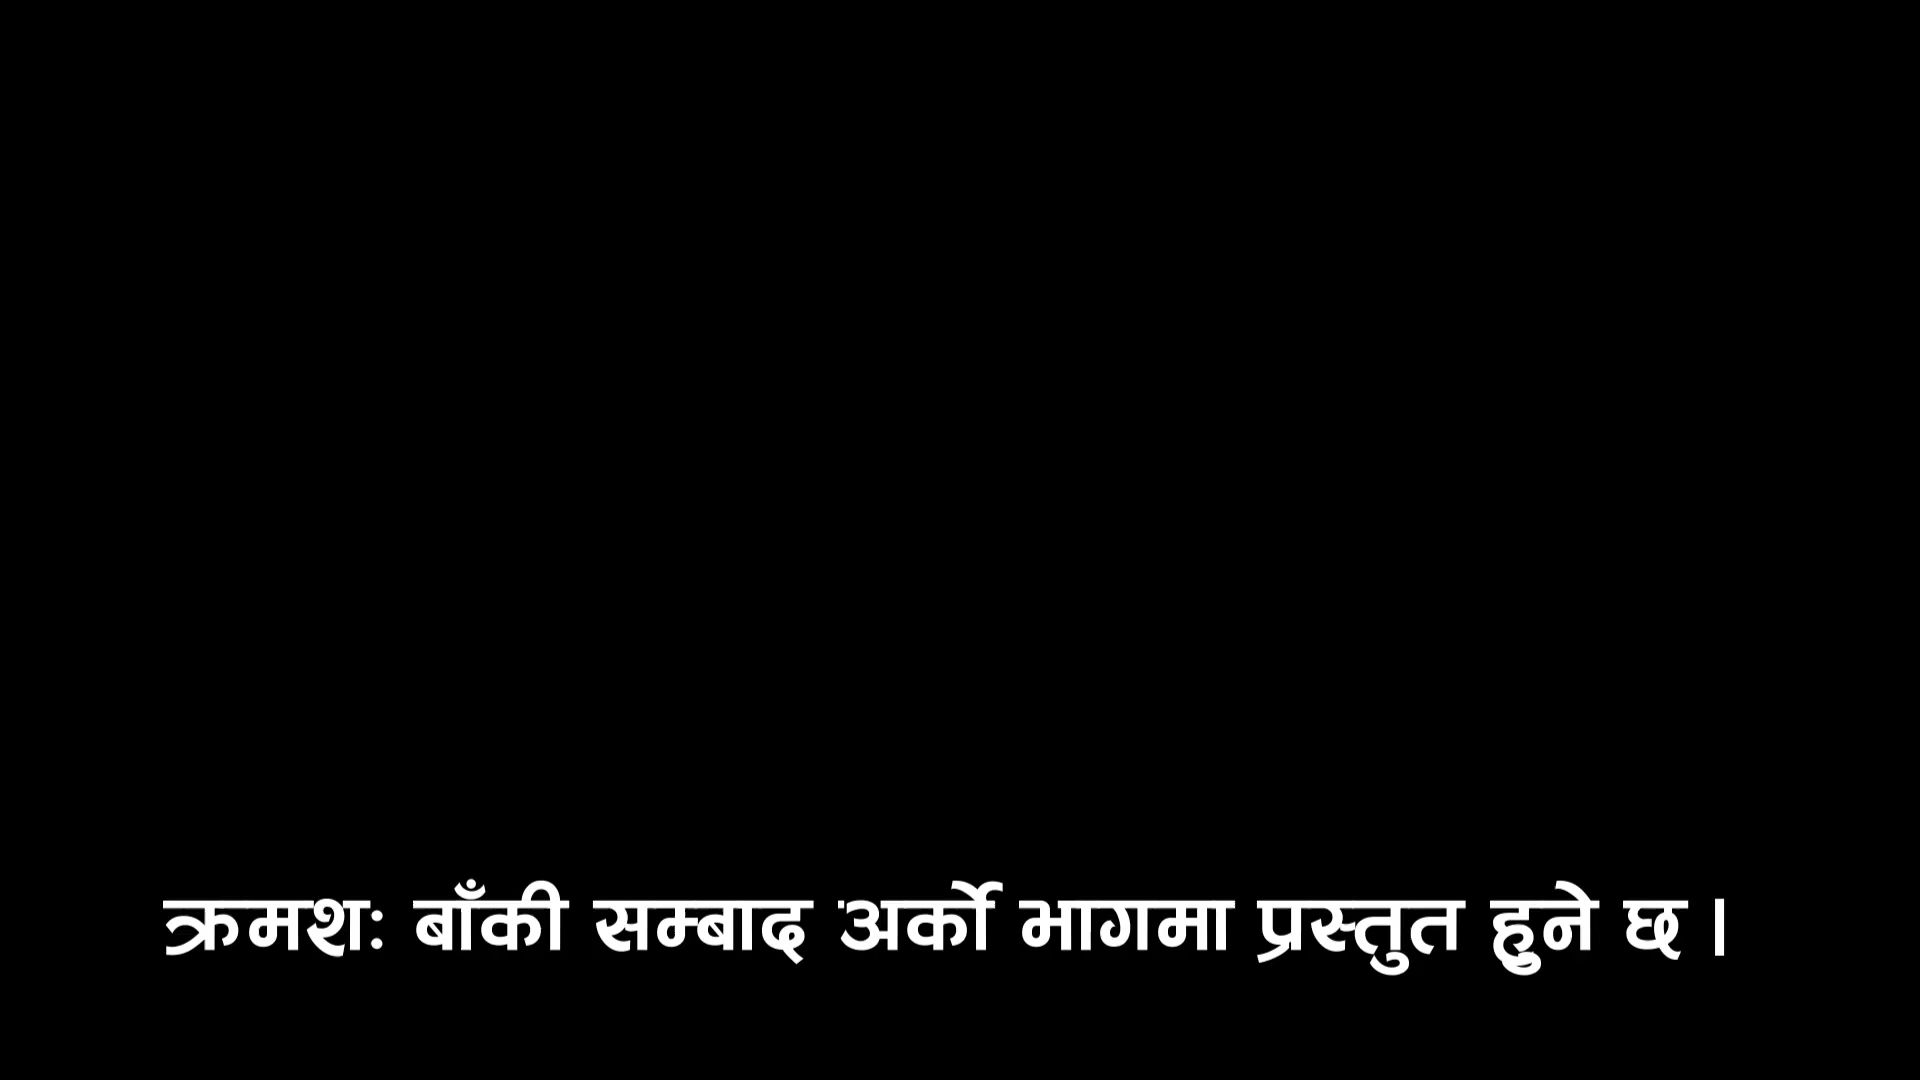 क्रमशः बाँकी सम्बाद अर्को भागमा प्रस्तुत हुने छ ।